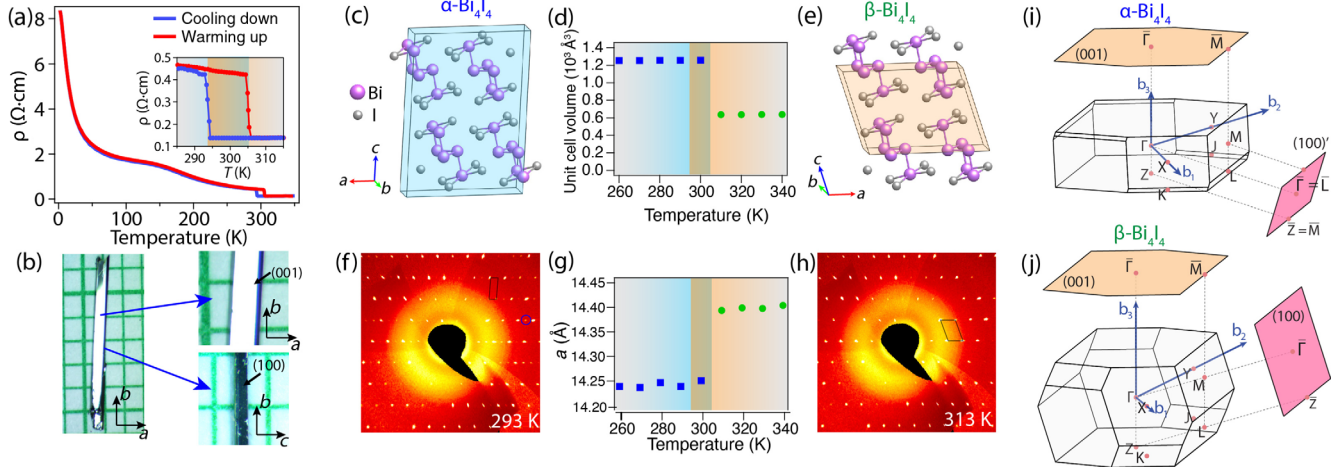 (a)
ρ (Ω·cm)
8
6
4
2
0
0
100
200
300
Temperature (K)
Cooling down
Warming up
ρ (Ω·cm)
0.5
0.4
0.3
0.2
0.1
295
305
315
T (K)
(b)
b
a
(001)
b
a
(100)
b
c
α-Bi₄I₄
(c)
Bi
I
c
a
b
(d)
Unit cell volume (10³ Å³)
1.4
1.2
1.0
0.8
0.6
0.4
0.2
0.0
260
280
300
320
340
Temperature (K)
β-Bi₄I₄
(e)
c
b
a
(f)
293 K
(g)
a (Å)
14.45
14.40
14.35
14.30
14.25
14.20
260
280
300
320
340
Temperature (K)
(h)
313 K
(i)
α-Bi₄I₄
(001)
Γ̅
M̅
b₃
b₂
Y
M
Γ
J
X
Z
b₁
L
K
(100)′
Γ̅ = L̅
Z̅ = M̅
(j)
β-Bi₄I₄
(001)
Γ̅
M̅
b₃
b₂
Y
M
Γ
X
b₁
J
L
Z
K
(100)
Γ̅
Z̅